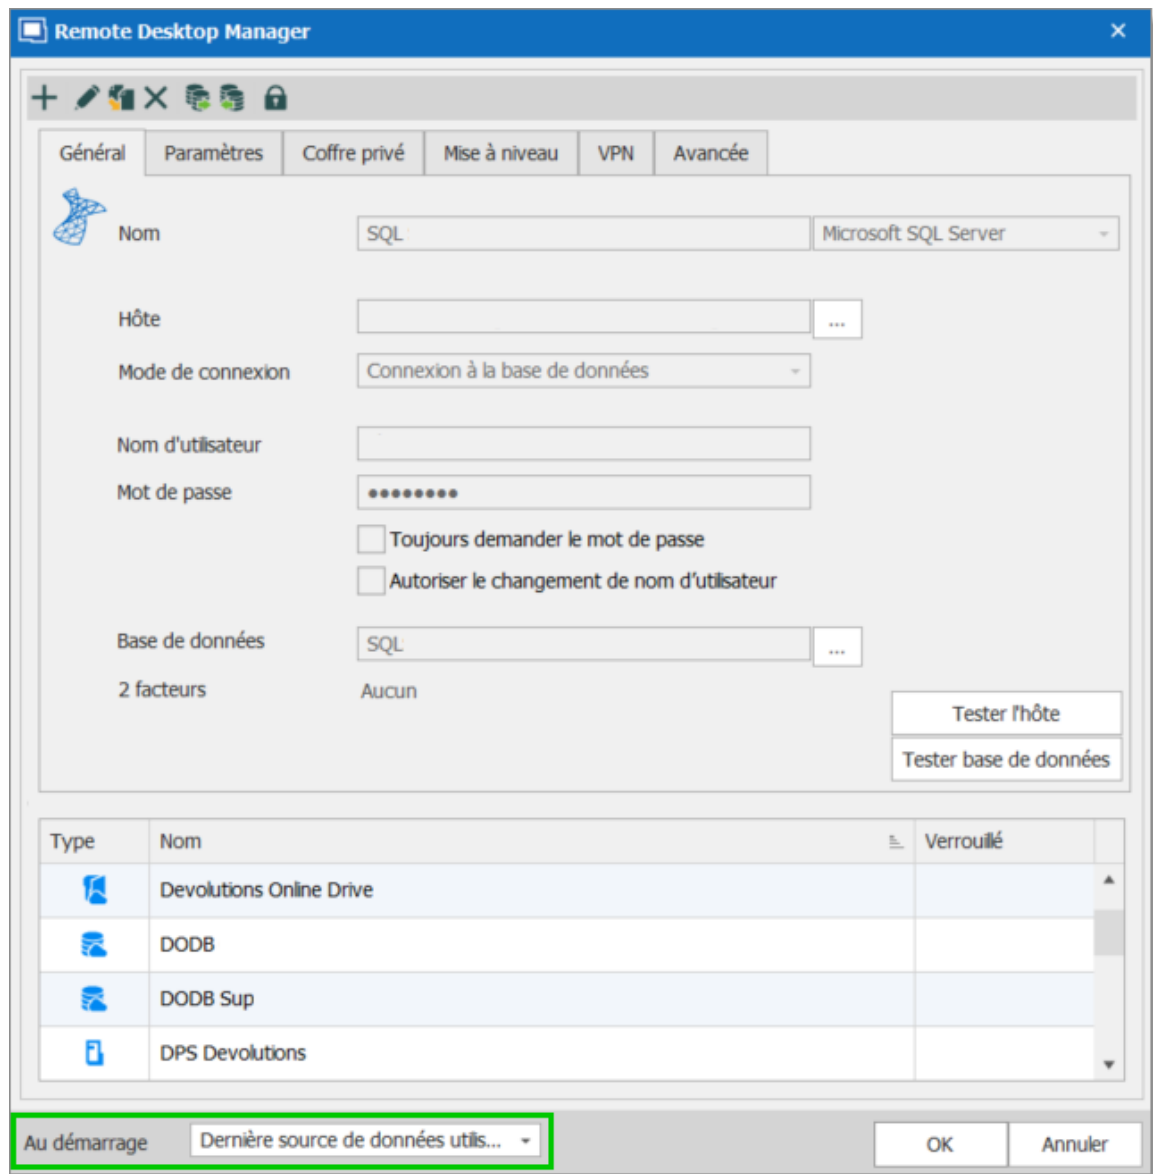 Remote Desktop Manager
Général Paramètres Coffre privé Mise à niveau VPN Avancée
Nom SQL Microsoft SQL Server
Hôte ...
Mode de connexion Connexion à la base de données
Nom d'utilisateur
Mot de passe ••••••••
Toujours demander le mot de passe
Autoriser le changement de nom d’utilisateur
Base de données SQL ...
2 facteurs Aucun
Tester l'hôte
Tester base de données
Type Nom Verrouillé
Devolutions Online Drive
DODB
DODB Sup
DPS Devolutions
Au démarrage Dernière source de données utilis... OK Annuler